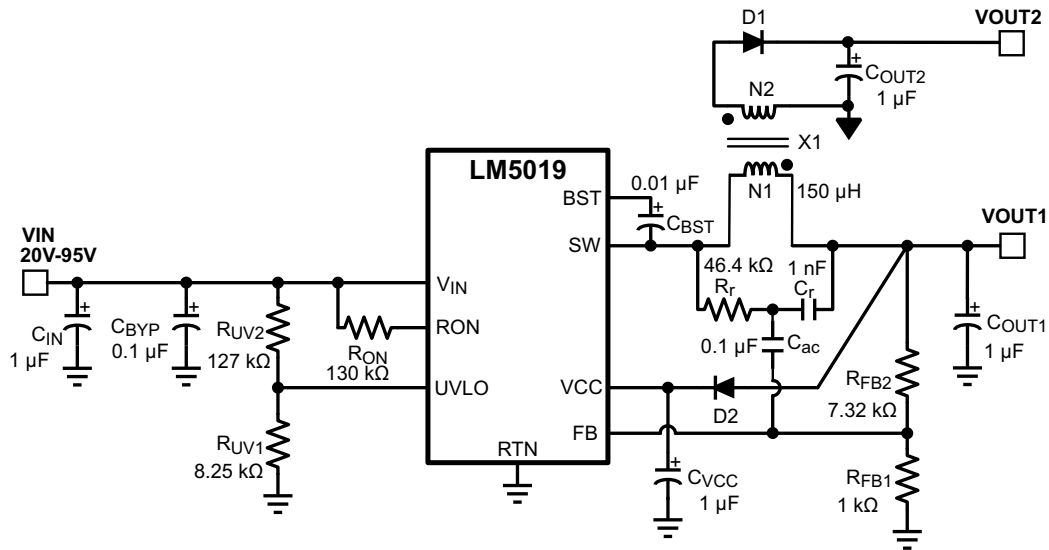 D1
VOUT2
+
COUT2
1 µF
N2
X1
LM5019
0.01 µF
BST
+
CBST
N1
150 µH
VOUT1
SW
VIN
20V-95V
46.4 kΩ
1 nF
Rr
Cr
VIN
+
CIN
1 µF
+
CBYP
0.1 µF
RUV2
127 kΩ
RON
RON
130 kΩ
0.1 µF
Cac
+
COUT1
1 µF
UVLO
VCC
D2
RFB2
7.32 kΩ
FB
RUV1
8.25 kΩ
RTN
+
CVCC
1 µF
RFB1
1 kΩ